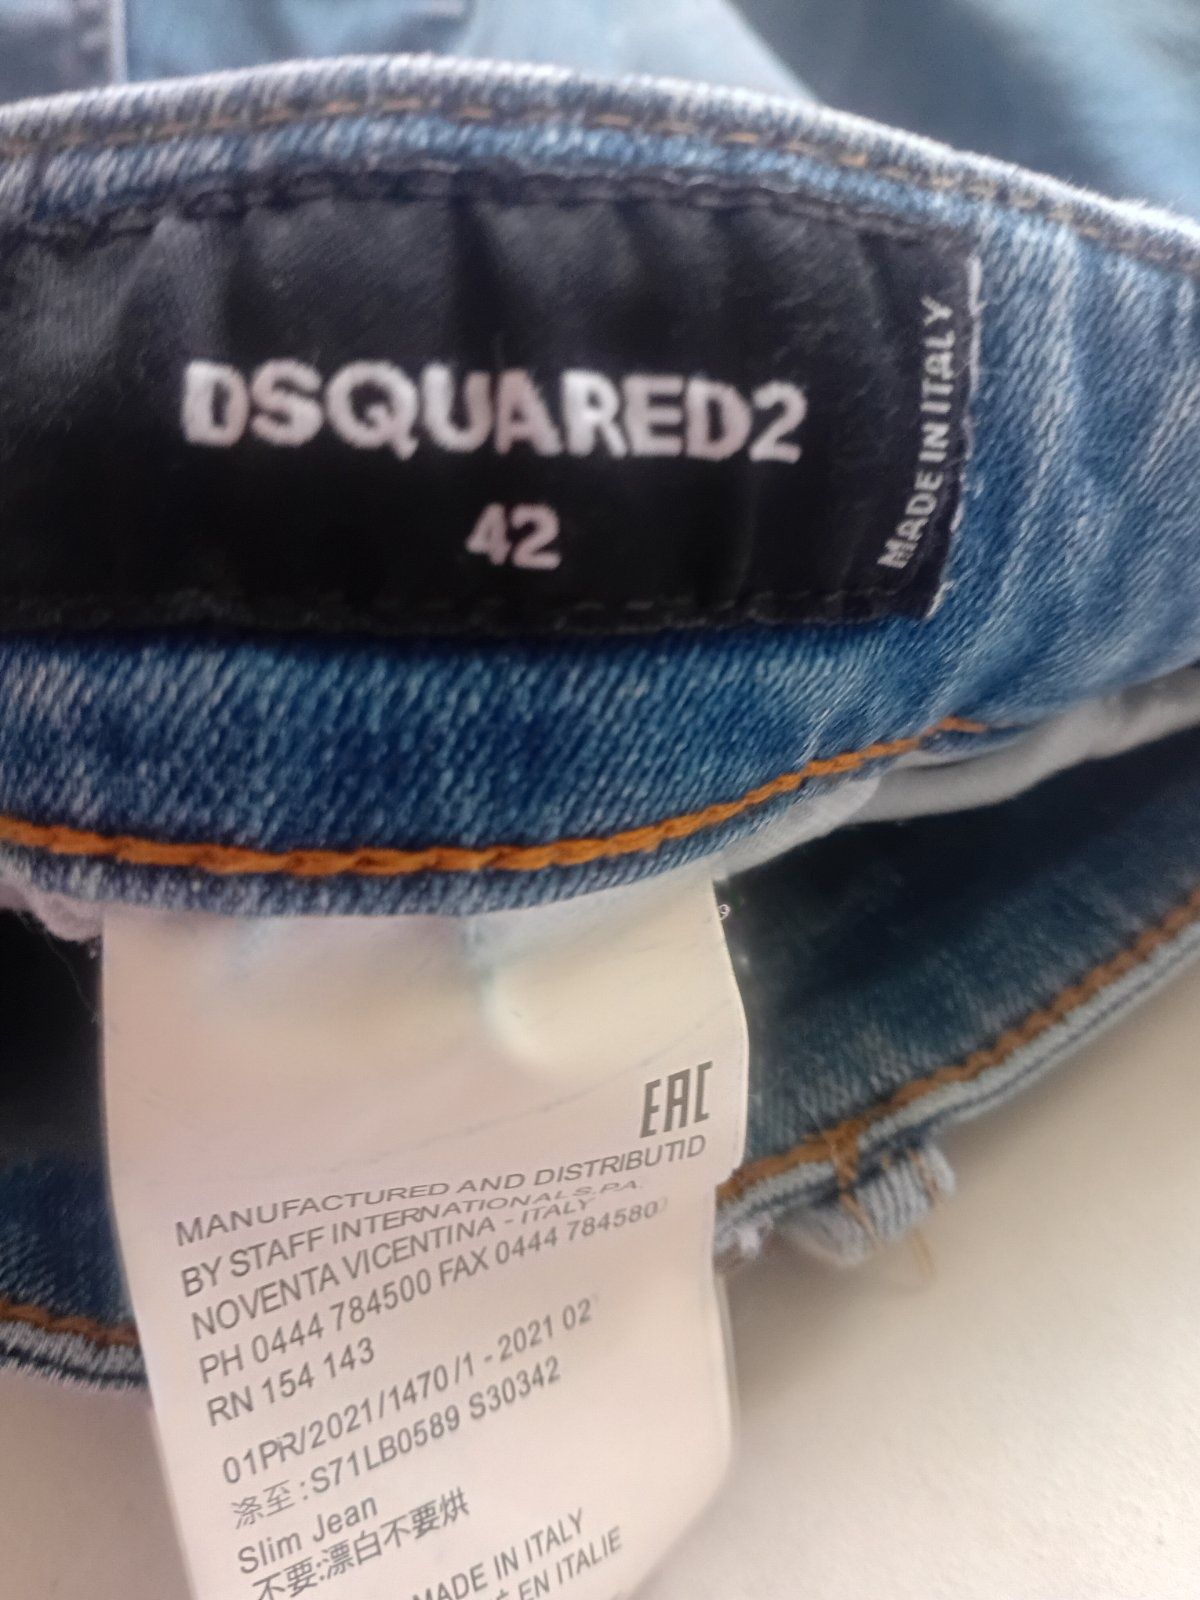 DSQUARED2
42
MADE IN ITALY
EAC
MANUFACTURED AND DISTRIBUTID
BY STAFF INTERNATIONAL S.P.A.
NOVENTA VICENTINA - ITALY
PH 0444 784500 FAX 0444 784580
RN 154 143
01PR/2021/1470/1 - 2021 02
涤至:S71LB0589 S30342
Slim Jean
不要:漂白不要烘
MADE IN ITALY
EN ITALIE